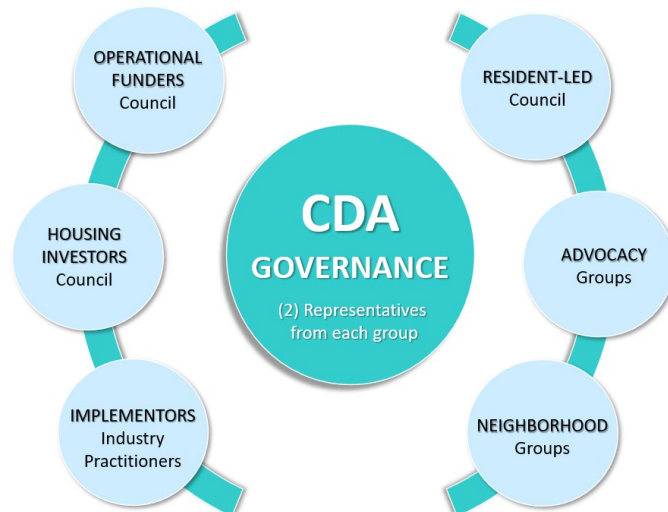 OPERATIONAL
FUNDERS
Council
HOUSING
INVESTORS
Council
IMPLEMENTORS
Industry
Practitioners
CDA
GOVERNANCE
(2) Representatives
from each group
RESIDENT-LED
Council
ADVOCACY
Groups
NEIGHBORHOOD
Groups